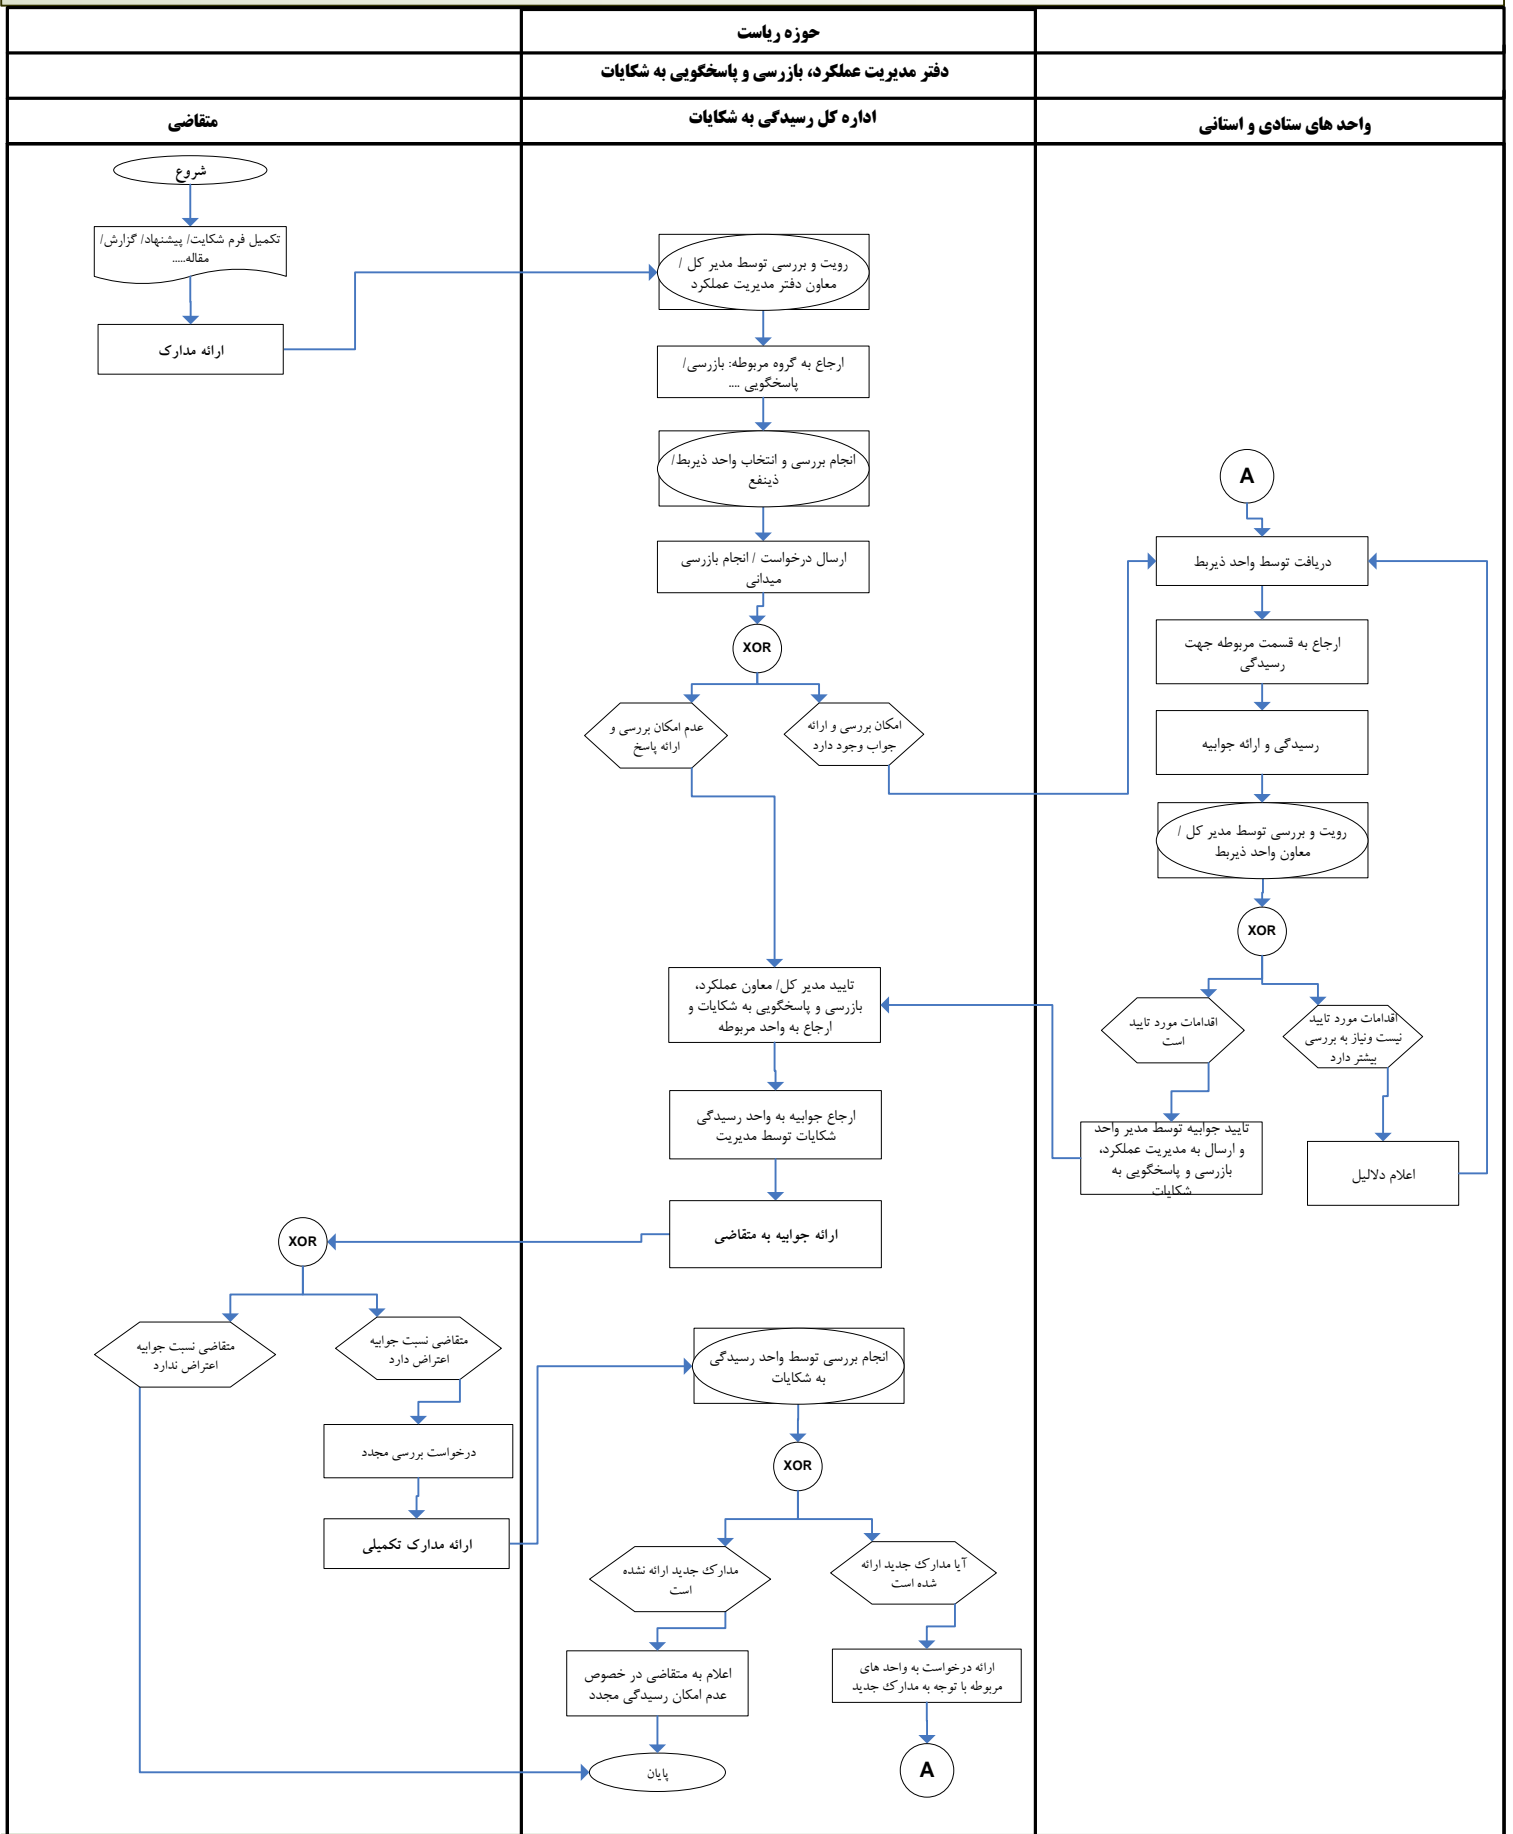 حوزه ریاست
دفتر مدیریت عملکرد، بازرسی و پاسخگویی به شکایات
واحد های ستادی و استانی
اداره کل رسیدگی به شکایات
متقاضی
شروع
تکمیل فرم شکایت/ پیشنهاد/ گزارش/
مقاله.....
ارائه مدارک
رویت و بررسی توسط مدیر کل /
معاون دفتر مدیریت عملکرد
ارجاع به گروه مربوطه: بازرسی/
پاسخگویی ....
انجام بررسی و انتخاب واحد ذیربط/
ذینفع
ارسال درخواست / انجام بازرسی
میدانی
XOR
امکان بررسی و ارائه
جواب وجود دارد
عدم امکان بررسی و
ارائه پاسخ
A
دریافت توسط واحد ذیربط
ارجاع به قسمت مربوطه جهت
رسیدگی
رسیدگی و ارائه جوابیه
رویت و بررسی توسط مدیر کل /
معاون واحد ذیربط
XOR
اقدامات مورد تایید
نیست ونیاز به بررسی
بیشتر دارد
اقدامات مورد تایید
است
اعلام دلالیل
تایید جوابیه توسط مدیر واحد
و ارسال به مدیریت عملکرد،
بازرسی و پاسخگویی به
شکایات
تایید مدیر کل/ معاون عملکرد،
بازرسی و پاسخگویی به شکایات و
ارجاع به واحد مربوطه
ارجاع جوابیه به واحد رسیدگی
شکایات توسط مدیریت
ارائه جوابیه به متقاضی
XOR
متقاضی نسبت جوابیه
اعتراض دارد
متقاضی نسبت جوابیه
اعتراض ندارد
درخواست بررسی مجدد
ارائه مدارک تکمیلی
انجام بررسی توسط واحد رسیدگی
به شکایات
XOR
آیا مدارک جدید ارائه
شده است
مدارک جدید ارائه نشده
است
ارائه درخواست به واحد های
مربوطه با توجه به مدارک جدید
اعلام به متقاضی در خصوص
عدم امکان رسیدگی مجدد
A
پایان